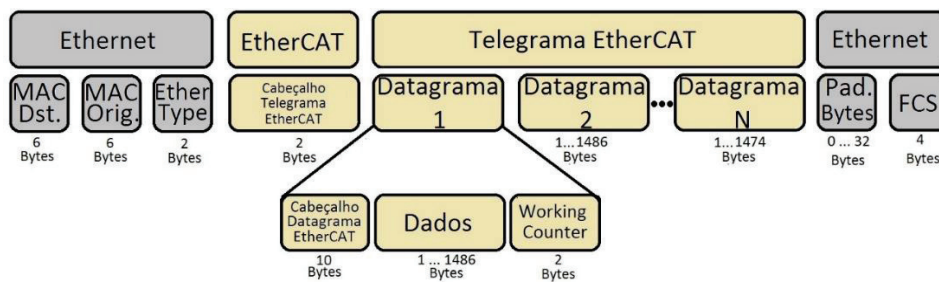 Ethernet
EtherCAT
Telegrama EtherCAT
Ethernet
MAC
Dst.
MAC
Orig.
Ether
Type
Cabeçalho
Telegrama
EtherCAT
Datagrama
1
Datagrama
2
•••
Datagrama
N
Pad.
Bytes
FCS
6
Bytes
6
Bytes
2
Bytes
2
Bytes
1...1486
Bytes
1...1474
Bytes
0 ... 32
Bytes
4
Bytes
Cabeçalho
Datagrama
EtherCAT
Dados
Working
Counter
10
Bytes
1 ... 1486
Bytes
2
Bytes